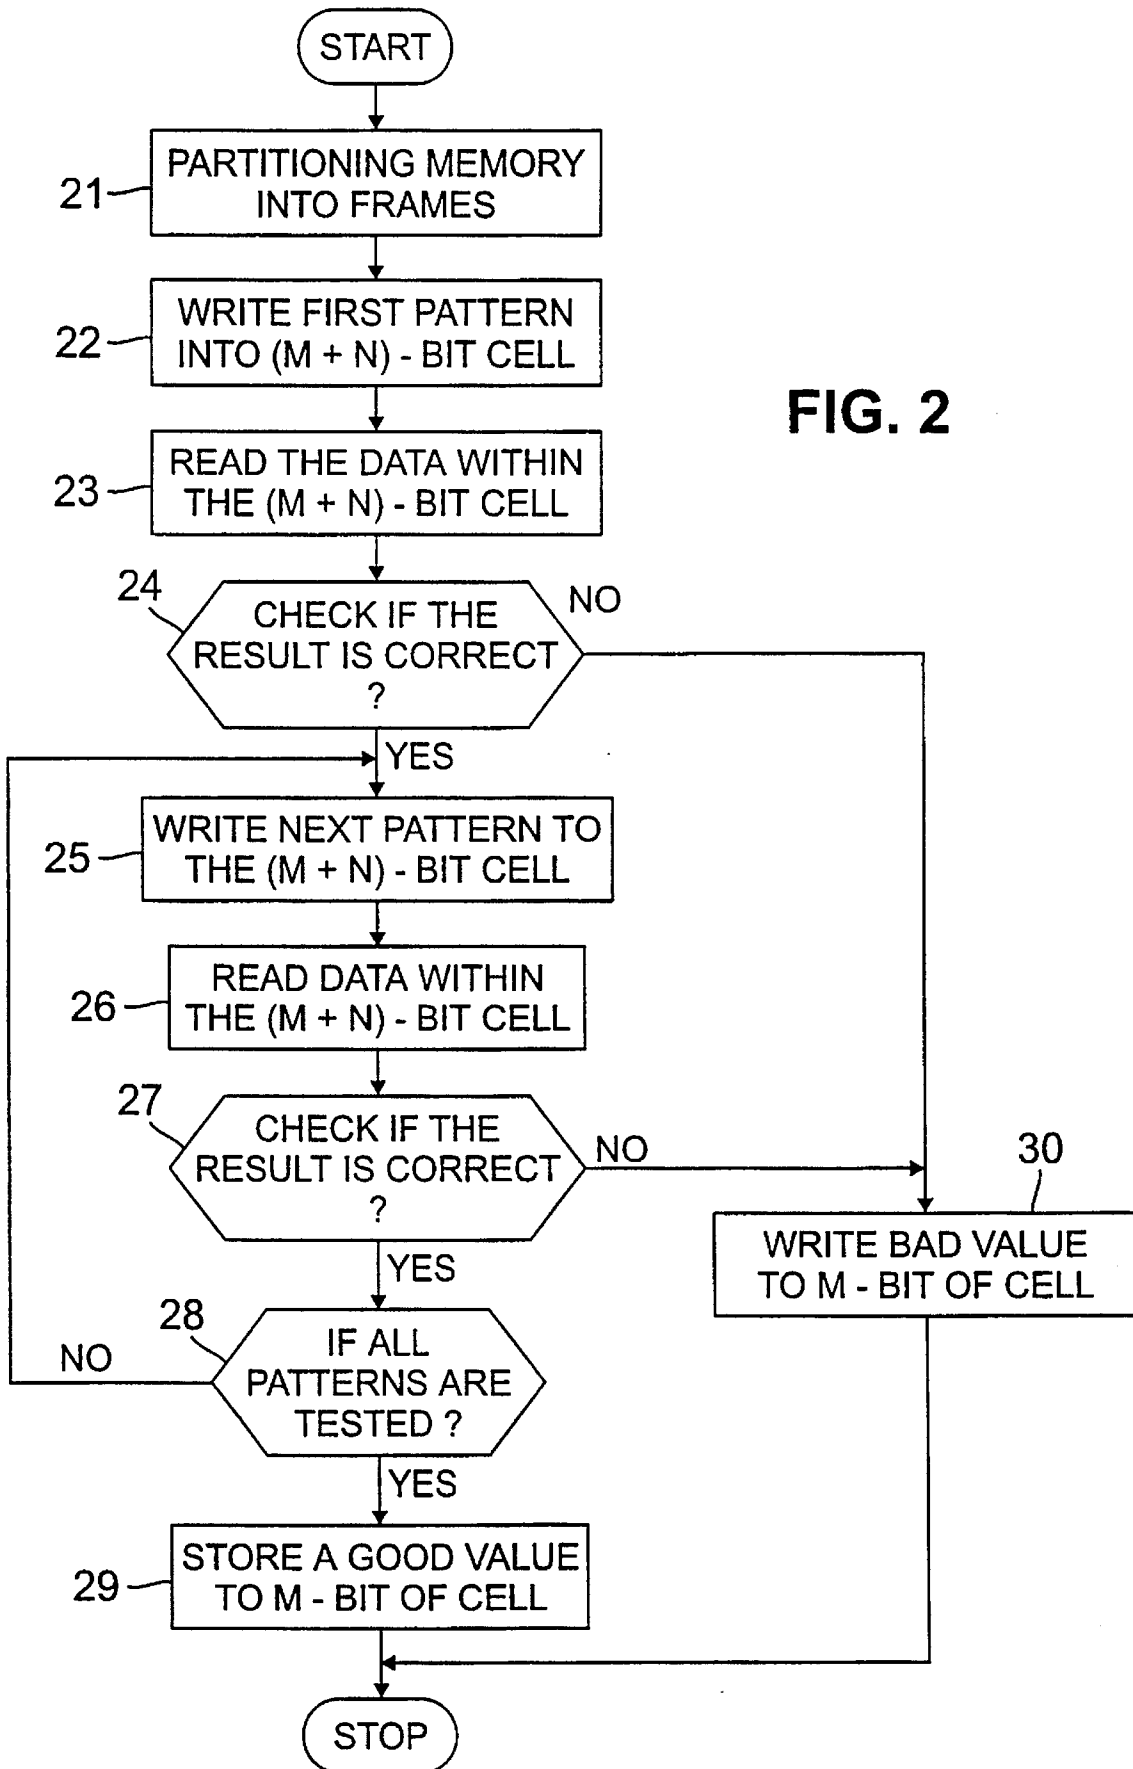 START
PARTITIONING MEMORY
INTO FRAMES
21
WRITE FIRST PATTERN
INTO (M + N) - BIT CELL
22
FIG. 2
READ THE DATA WITHIN
THE (M + N) - BIT CELL
23
24
CHECK IF THE
RESULT IS CORRECT
?
NO
YES
WRITE NEXT PATTERN TO
THE (M + N) - BIT CELL
25
READ DATA WITHIN
THE (M + N) - BIT CELL
26
27
CHECK IF THE
RESULT IS CORRECT
?
NO
30
WRITE BAD VALUE
TO M - BIT OF CELL
YES
28
IF ALL
PATTERNS ARE
TESTED ?
NO
YES
STORE A GOOD VALUE
TO M - BIT OF CELL
29
STOP